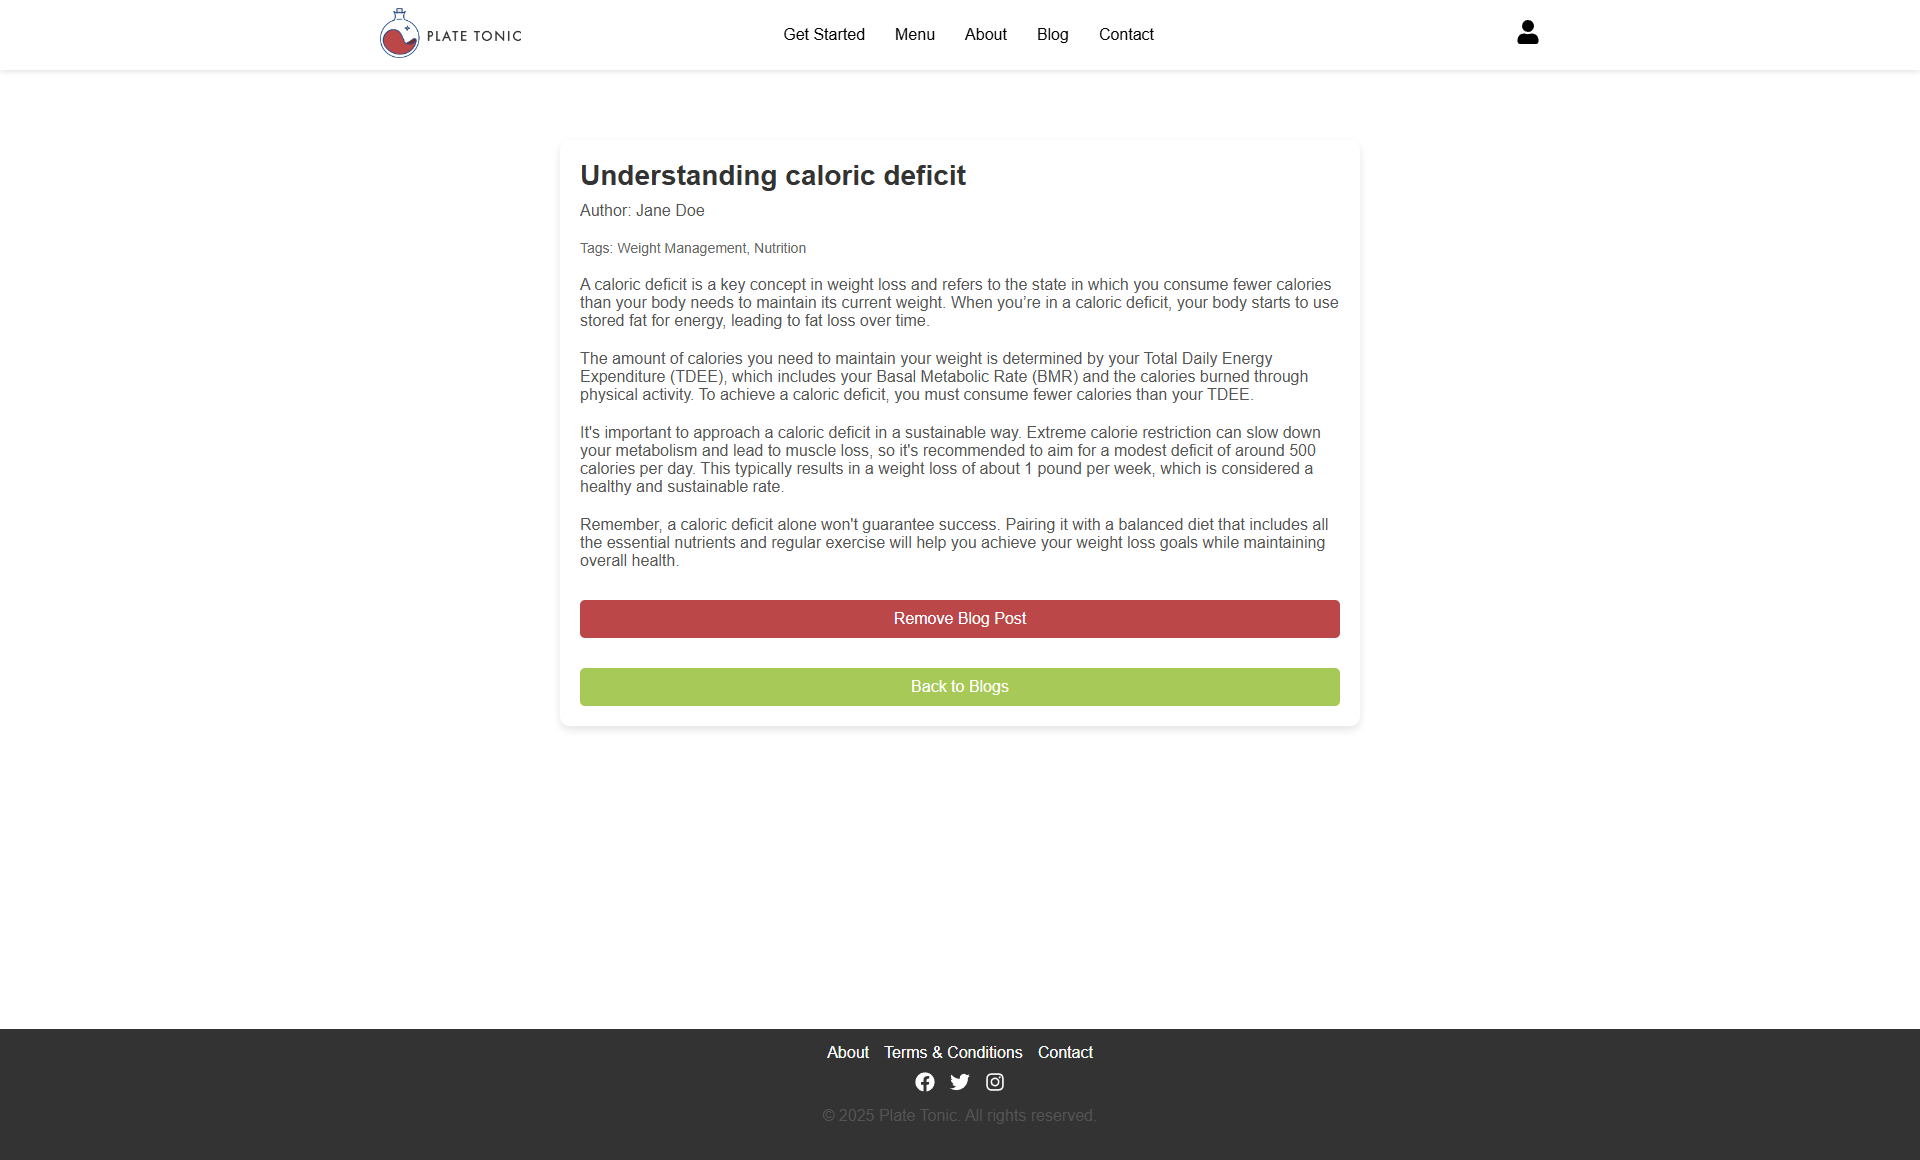 PLATE TONIC
Get Started
Menu
About
Blog
Contact
Understanding caloric deficit
Author: Jane Doe
Tags: Weight Management, Nutrition
A caloric deficit is a key concept in weight loss and refers to the state in which you consume fewer calories
than your body needs to maintain its current weight. When you’re in a caloric deficit, your body starts to use
stored fat for energy, leading to fat loss over time.
The amount of calories you need to maintain your weight is determined by your Total Daily Energy
Expenditure (TDEE), which includes your Basal Metabolic Rate (BMR) and the calories burned through
physical activity. To achieve a caloric deficit, you must consume fewer calories than your TDEE.
It's important to approach a caloric deficit in a sustainable way. Extreme calorie restriction can slow down
your metabolism and lead to muscle loss, so it's recommended to aim for a modest deficit of around 500
calories per day. This typically results in a weight loss of about 1 pound per week, which is considered a
healthy and sustainable rate.
Remember, a caloric deficit alone won't guarantee success. Pairing it with a balanced diet that includes all
the essential nutrients and regular exercise will help you achieve your weight loss goals while maintaining
overall health.
Remove Blog Post
Back to Blogs
About
Terms & Conditions
Contact
© 2025 Plate Tonic. All rights reserved.